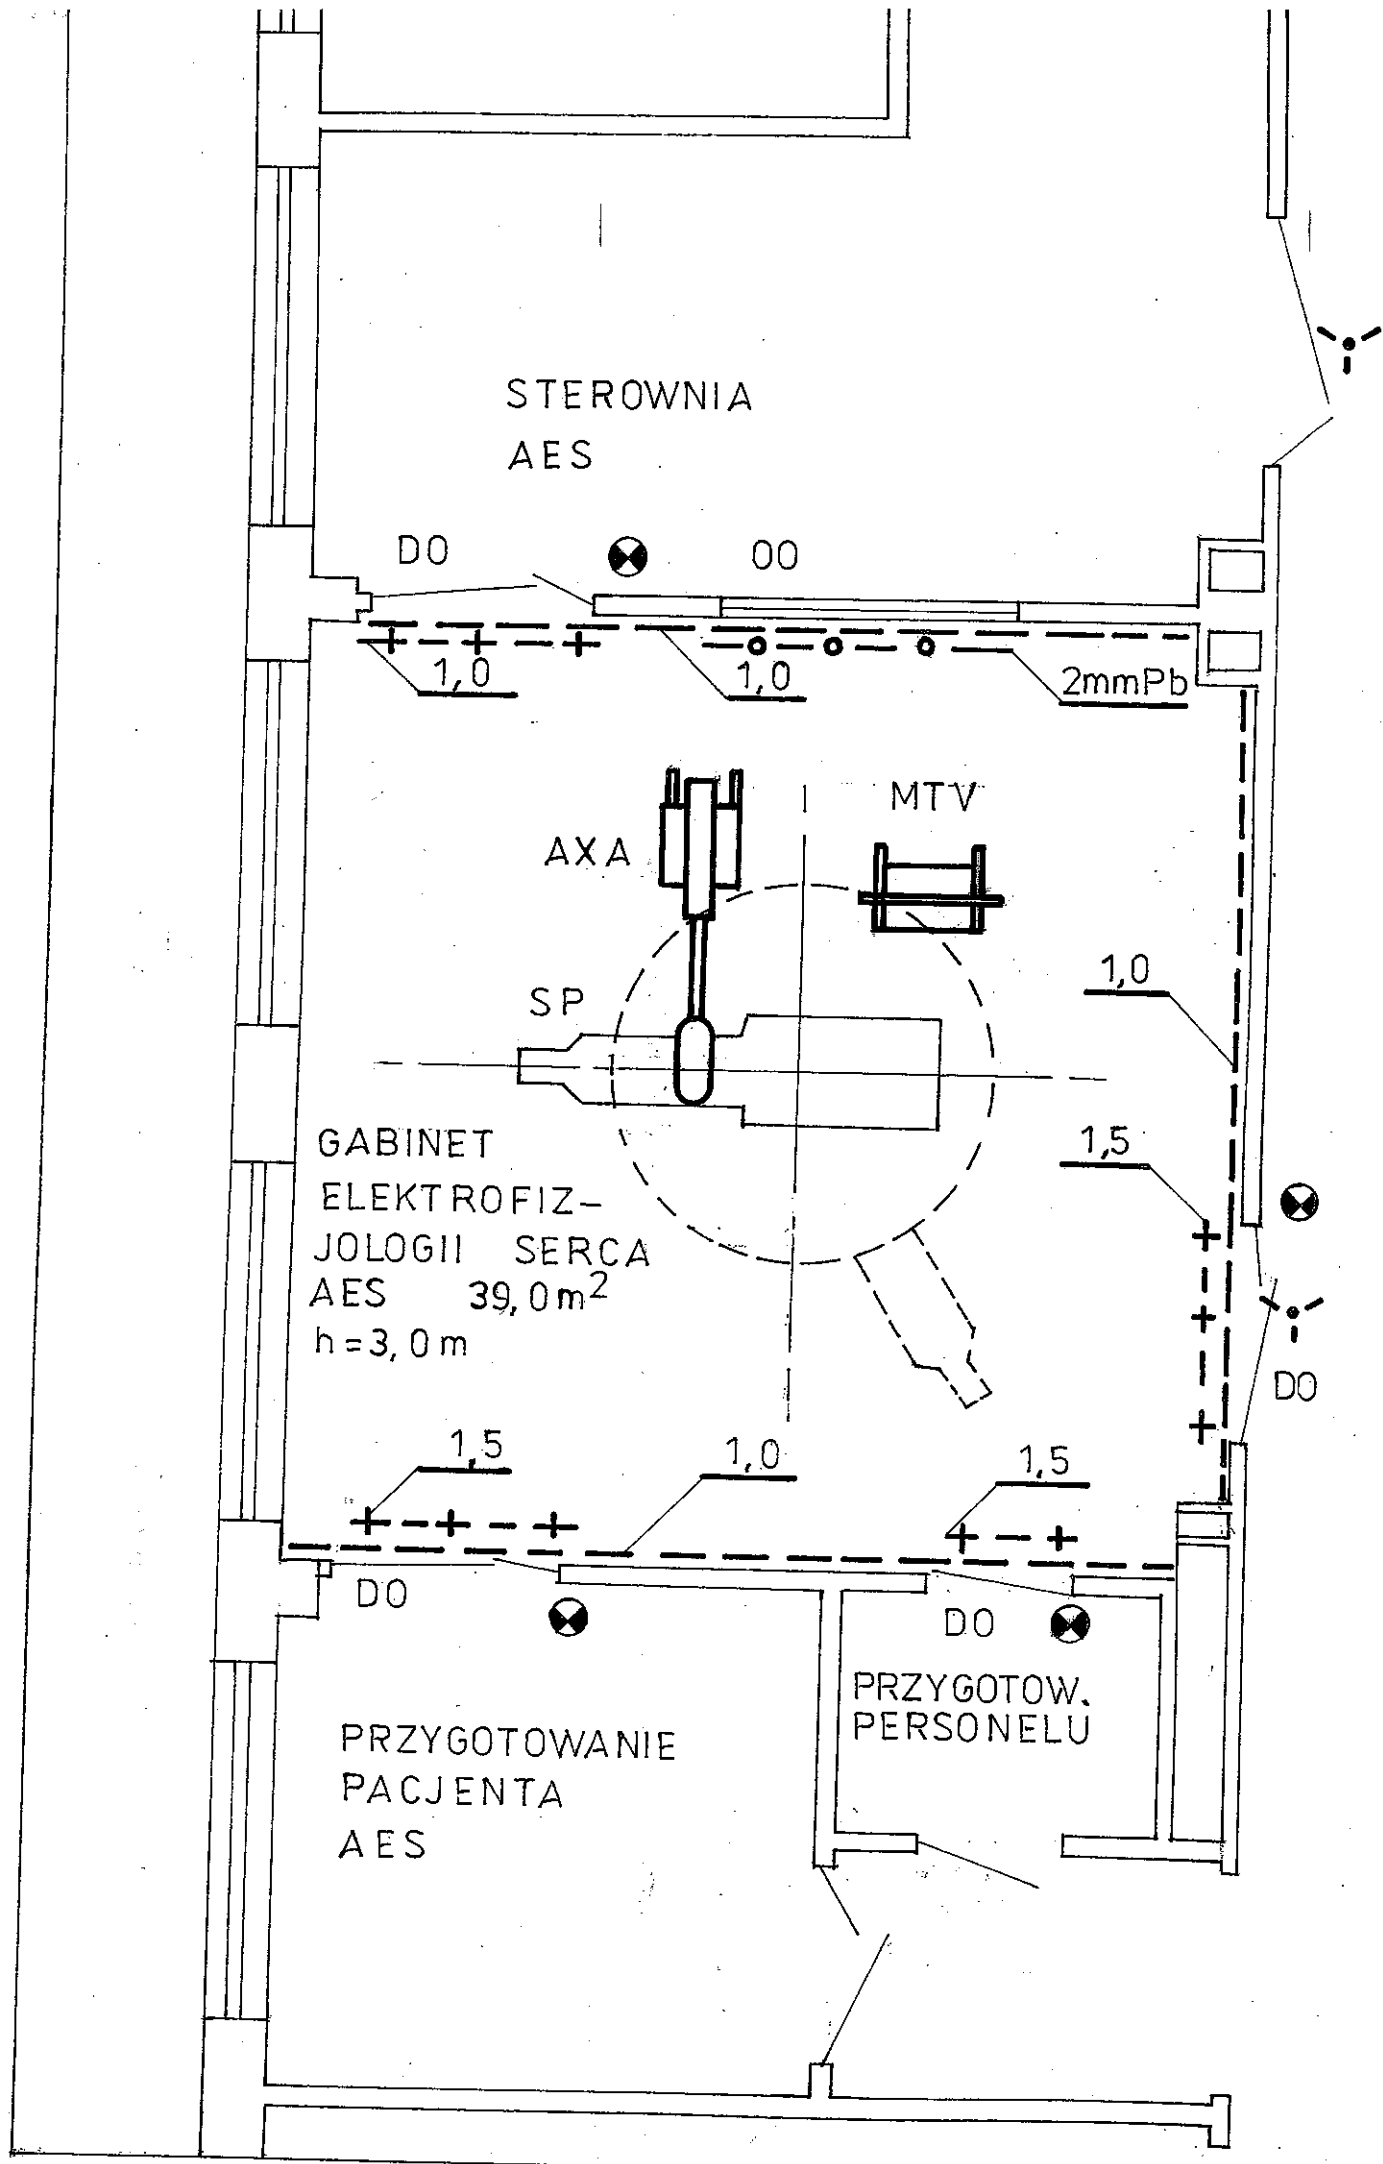 STEROWNIA
AES
DO
OO
1,0
1,0
2mmPb
MTV
AXA
1,0
SP
1,5
GABINET
ELEKTROFIZ-
JOLOGII SERCA
AES 39,0m²
h=3,0m
DO
1,5
1,0
1,5
DO
DO
PRZYGOTOW.
PERSONELU
PRZYGOTOWANIE
PACJENTA
AES